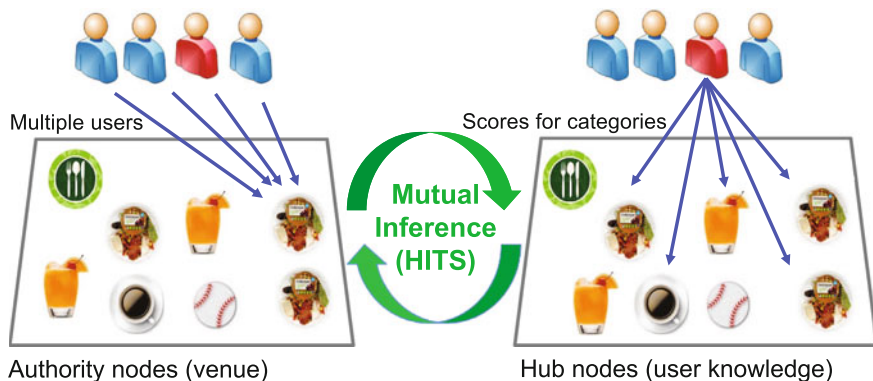 Multiple users
Scores for categories
Mutual
Inference
(HITS)
Authority nodes (venue)
Hub nodes (user knowledge)